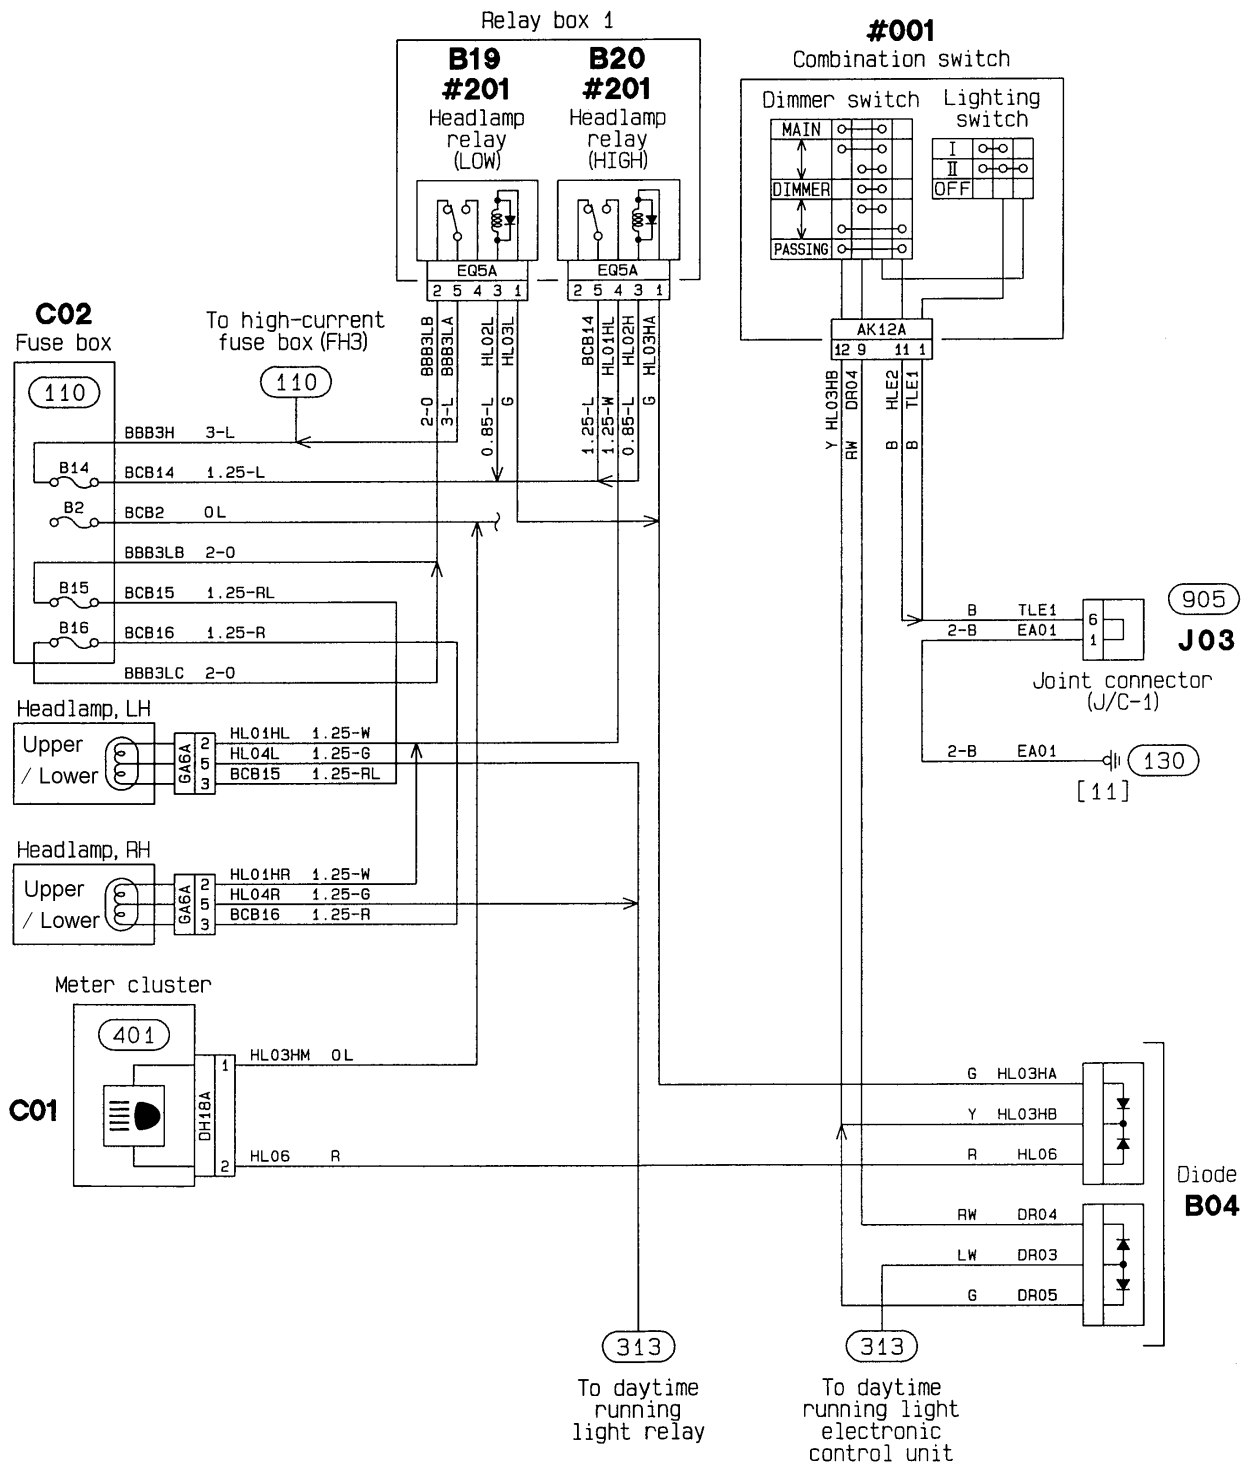 Relay box 1
B19
#201
Headlamp
relay
(LOW)
B20
#201
Headlamp
relay
(HIGH)
EQ5A
2 5 4 3 1
EQ5A
2 5 4 3 1
#001
Combination switch
Dimmer switch
MAIN
DIMMER
PASSING
Lighting
switch
I
II
OFF
AK12A
12 9 11 1
2-O BBB3LB
3-L BBB3LA
0.85-L HL02L
G HL03L
1.25-L BCB14
1.25-W HL01HL
0.85-L HL02H
G HL03HA
Y HL03HB
RW DR04
B HLE2
B TLE1
C02
Fuse box
110
To high-current
fuse box (FH3)
110
BBB3H 3-L
B14
BCB14 1.25-L
B2
BCB2 OL
BBB3LB 2-O
B15
BCB15 1.25-RL
B16
BCB16 1.25-R
BBB3LC 2-O
905
J03
B TLE1 6
2-B EA01 1
Joint connector
(J/C-1)
2-B EA01
130
[11]
Headlamp, LH
Upper
/ Lower
GA6A
2 HL01HL 1.25-W
5 HL04L 1.25-G
3 BCB15 1.25-RL
Headlamp, RH
Upper
/ Lower
GA6A
2 HL01HR 1.25-W
5 HL04R 1.25-G
3 BCB16 1.25-R
Meter cluster
401
C01
DH18A
1 HL03HM OL
2 HL06 R
G HL03HA
Y HL03HB
R HL06
RW DR04
LW DR03
G DR05
Diode
B04
313
To daytime
running
light relay
313
To daytime
running light
electronic
control unit